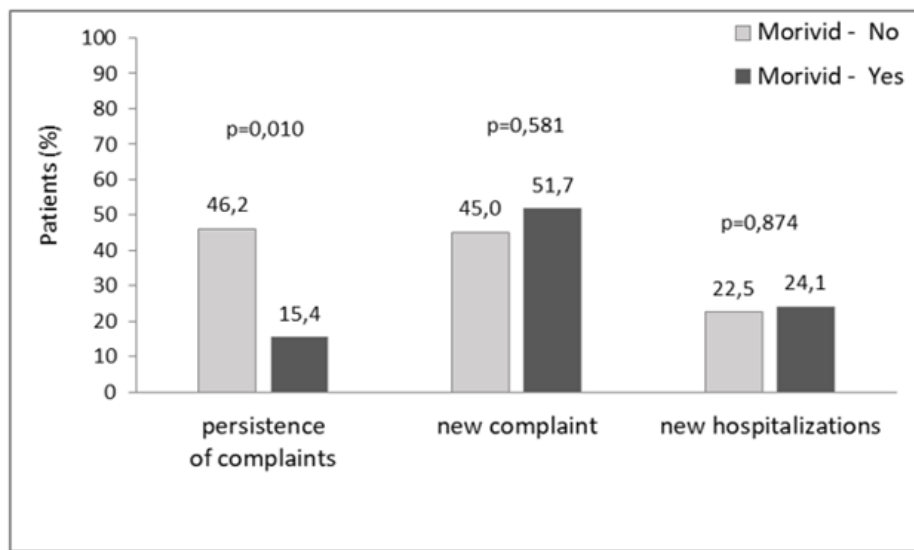 Morivid - No
Morivid - Yes
Patients (%)
100
90
80
70
60
50
40
30
20
10
0
p=0,010
p=0,581
p=0,874
46,2
15,4
45,0
51,7
22,5
24,1
persistence
of complaints
new complaint
new hospitalizations